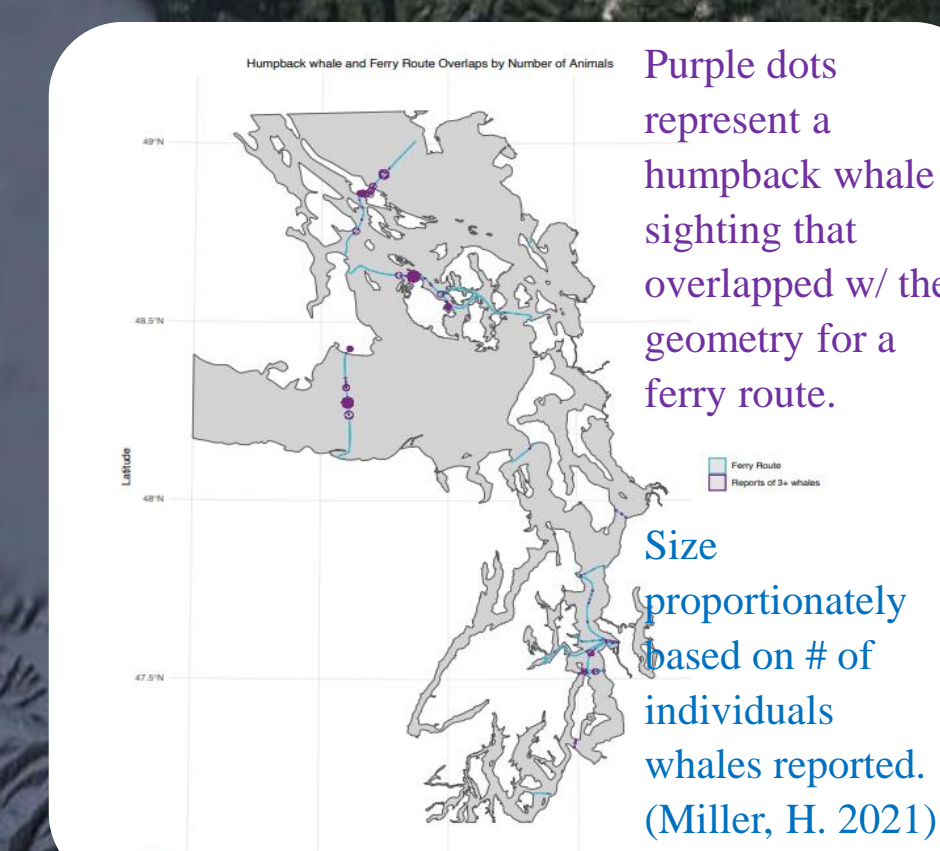 Humpback whale and Ferry Route Overlaps by Number of Animals
Purple dots
represent a
humpback whale
sighting that
overlapped w/ the
geometry for a
ferry route.
49°N
48.5°N
48°N
47.5°N
Latitude
Ferry Route
Reports of 3+ whales
Size
proportionately
based on # of
individuals
whales reported.
(Miller, H. 2021)